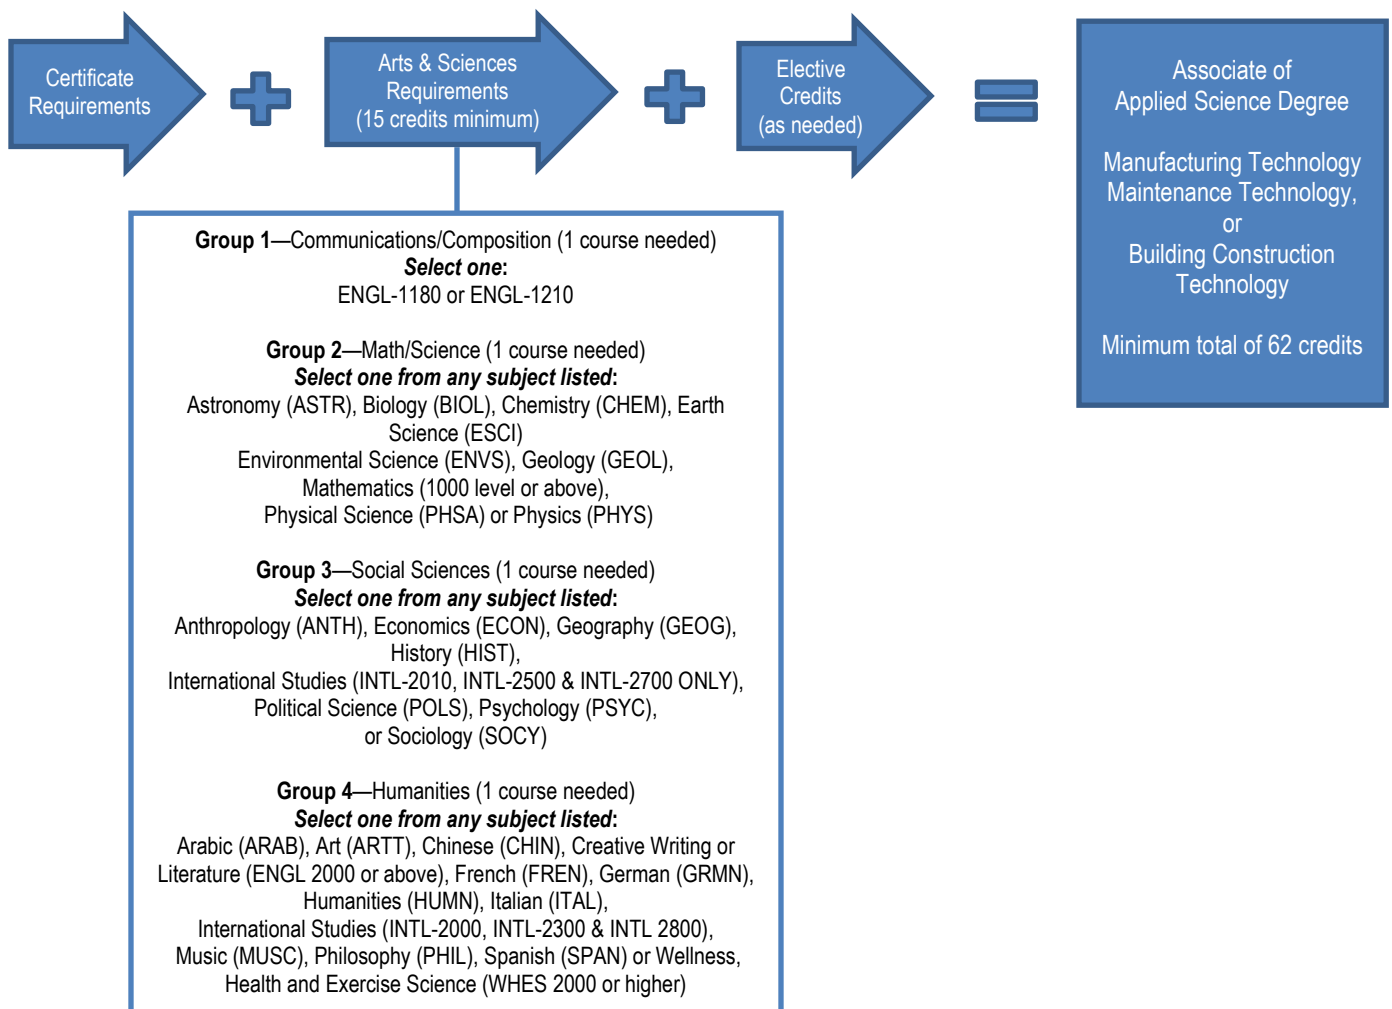 Certificate
Requirements
Arts & Sciences
Requirements
(15 credits minimum)
Elective
Credits
(as needed)
Associate of
Applied Science Degree
Manufacturing Technology
Maintenance Technology,
or
Building Construction
Technology
Minimum total of 62 credits
Group 1—Communications/Composition (1 course needed)
Select one:
ENGL-1180 or ENGL-1210
Group 2—Math/Science (1 course needed)
Select one from any subject listed:
Astronomy (ASTR), Biology (BIOL), Chemistry (CHEM), Earth
Science (ESCI)
Environmental Science (ENVS), Geology (GEOL),
Mathematics (1000 level or above),
Physical Science (PHSA) or Physics (PHYS)
Group 3—Social Sciences (1 course needed)
Select one from any subject listed:
Anthropology (ANTH), Economics (ECON), Geography (GEOG),
History (HIST),
International Studies (INTL-2010, INTL-2500 & INTL-2700 ONLY),
Political Science (POLS), Psychology (PSYC),
or Sociology (SOCY)
Group 4—Humanities (1 course needed)
Select one from any subject listed:
Arabic (ARAB), Art (ARTT), Chinese (CHIN), Creative Writing or
Literature (ENGL 2000 or above), French (FREN), German (GRMN),
Humanities (HUMN), Italian (ITAL),
International Studies (INTL-2000, INTL-2300 & INTL 2800),
Music (MUSC), Philosophy (PHIL), Spanish (SPAN) or Wellness,
Health and Exercise Science (WHES 2000 or higher)